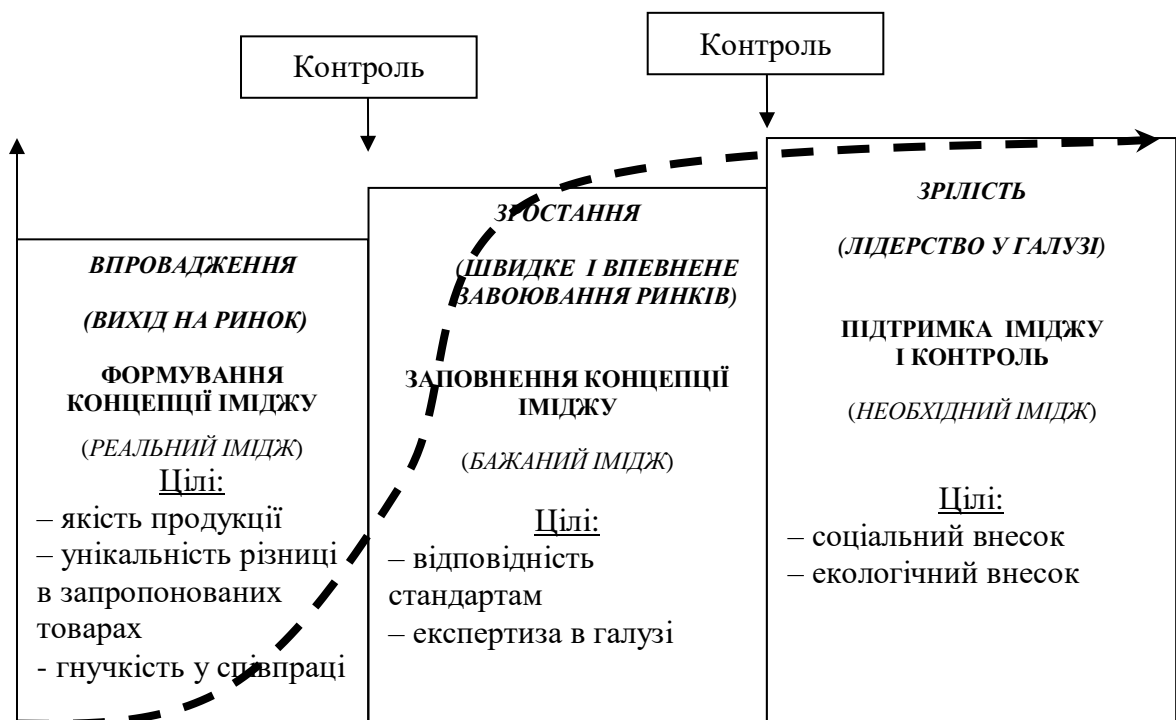 Контроль
Контроль
ВПРОВАДЖЕННЯ
(ВИХІД НА РИНОК)
ФОРМУВАННЯ
КОНЦЕПЦІЇ ІМІДЖУ
(РЕАЛЬНИЙ ІМІДЖ)
Цілі:
– якість продукції
– унікальність різниці
в запропонованих
товарах
- гнучкість у співпраці
ЗРОСТАННЯ
(ШВИДКЕ І ВПЕВНЕНЕ
ЗАВОЮВАННЯ РИНКІВ)
ЗАПОВНЕННЯ КОНЦЕПЦІЇ
ІМІДЖУ
(БАЖАНИЙ ІМІДЖ)
Цілі:
– відповідність
стандартам
– експертиза в галузі
ЗРІЛІСТЬ
(ЛІДЕРСТВО У ГАЛУЗІ)
ПІДТРИМКА ІМІДЖУ
І КОНТРОЛЬ
(НЕОБХІДНИЙ ІМІДЖ)
Цілі:
– соціальний внесок
– екологічний внесок